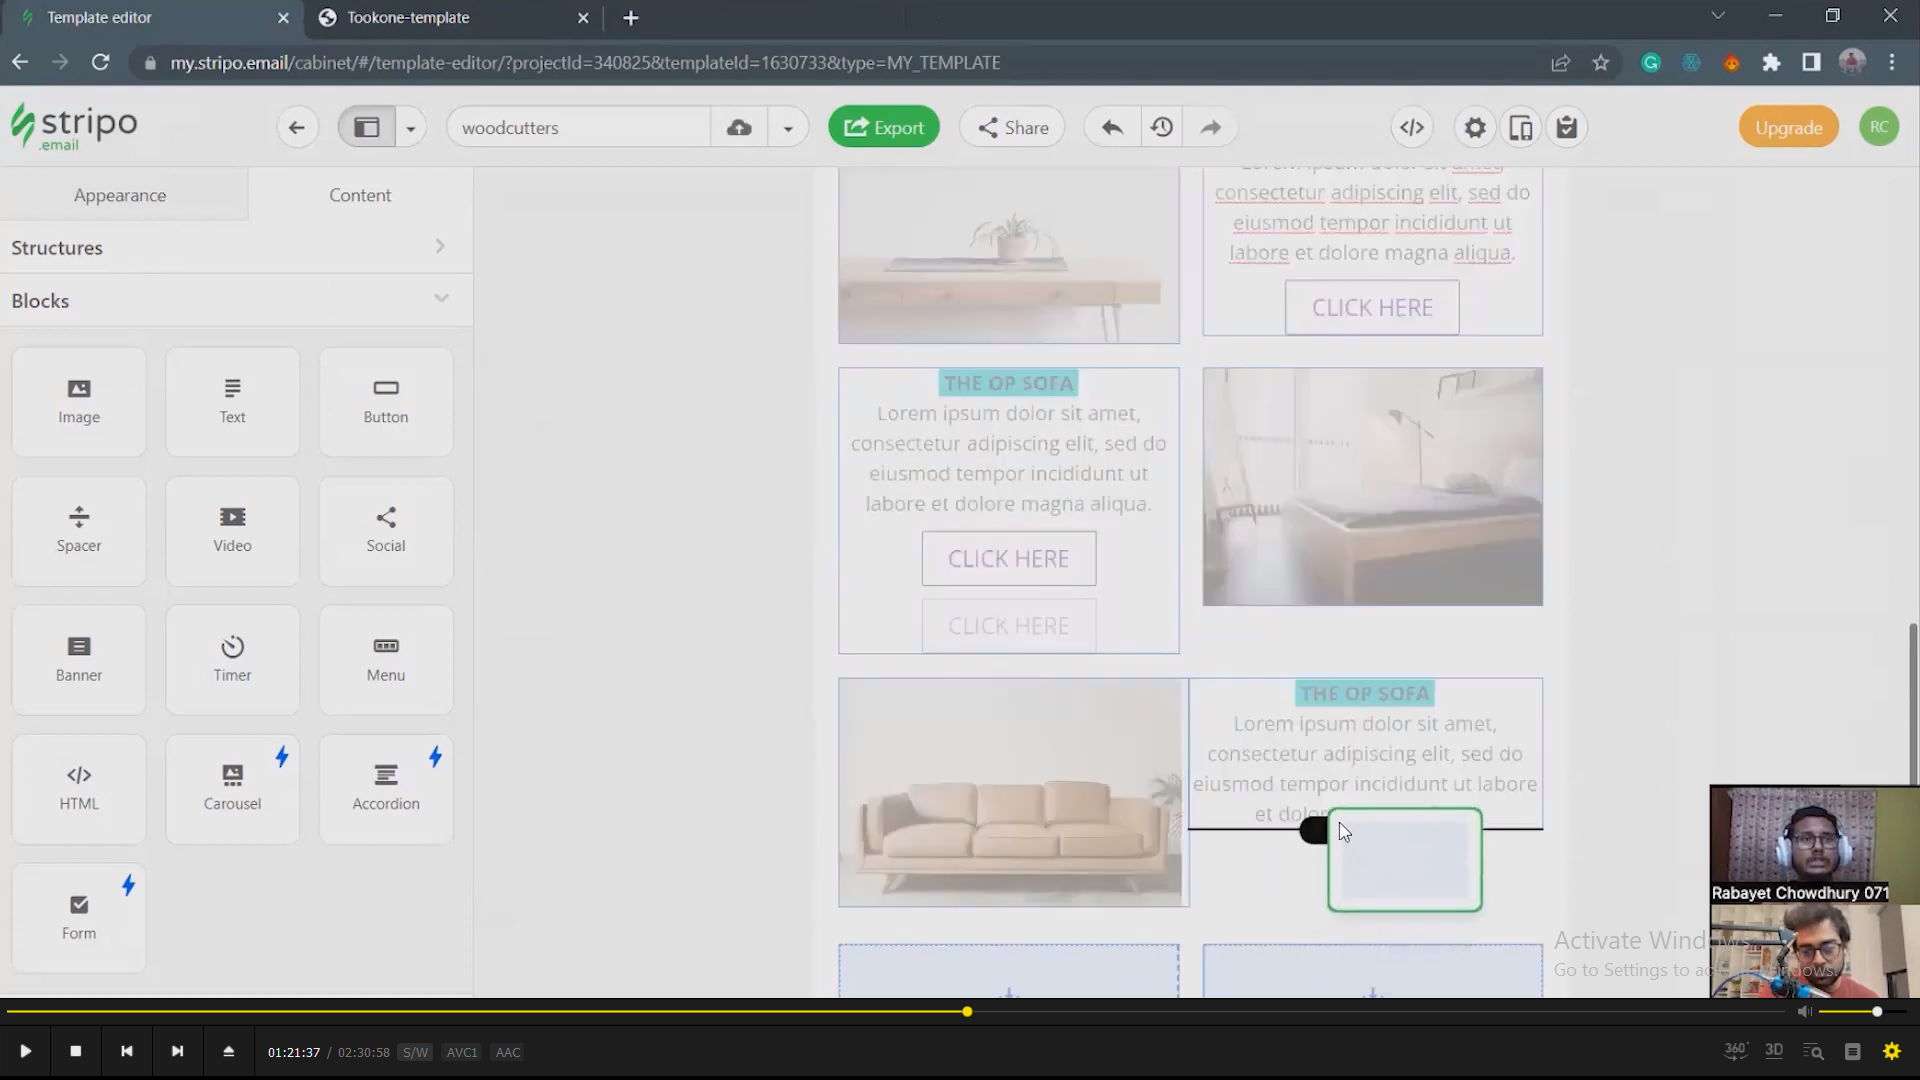 Template editor
Tookone-template
my.stripo.email/cabinet/#/template-editor/?projectId=340825&templateId=1630733&type=MY_TEMPLATE
stripo
.email
woodcutters
Export
Share
Upgrade
RC
Appearance
Content
Structures
Blocks
Image
Text
Button
Spacer
Video
Social
Banner
Timer
Menu
HTML
Carousel
Accordion
Form
consectetur adipiscing elit, sed do
eiusmod tempor incididunt ut
labore et dolore magna aliqua.
CLICK HERE
THE OP SOFA
Lorem ipsum dolor sit amet,
consectetur adipiscing elit, sed do
eiusmod tempor incididunt ut
labore et dolore magna aliqua.
CLICK HERE
CLICK HERE
THE OP SOFA
Lorem ipsum dolor sit amet,
consectetur adipiscing elit, sed do
eiusmod tempor incididunt ut labore
et dolor
Rabayet Chowdhury 071
Activate Windows
Go to Settings to
01:21:37 / 02:30:58 S/W AVC1 AAC
360° 3D